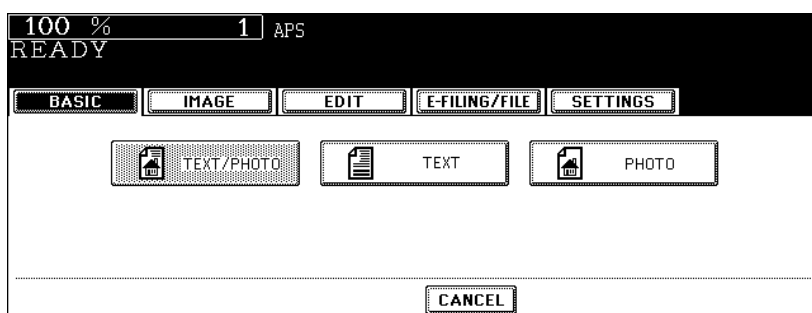 100 % 1 APS
READY
BASIC IMAGE EDIT E-FILING/FILE SETTINGS
TEXT/PHOTO TEXT PHOTO
CANCEL